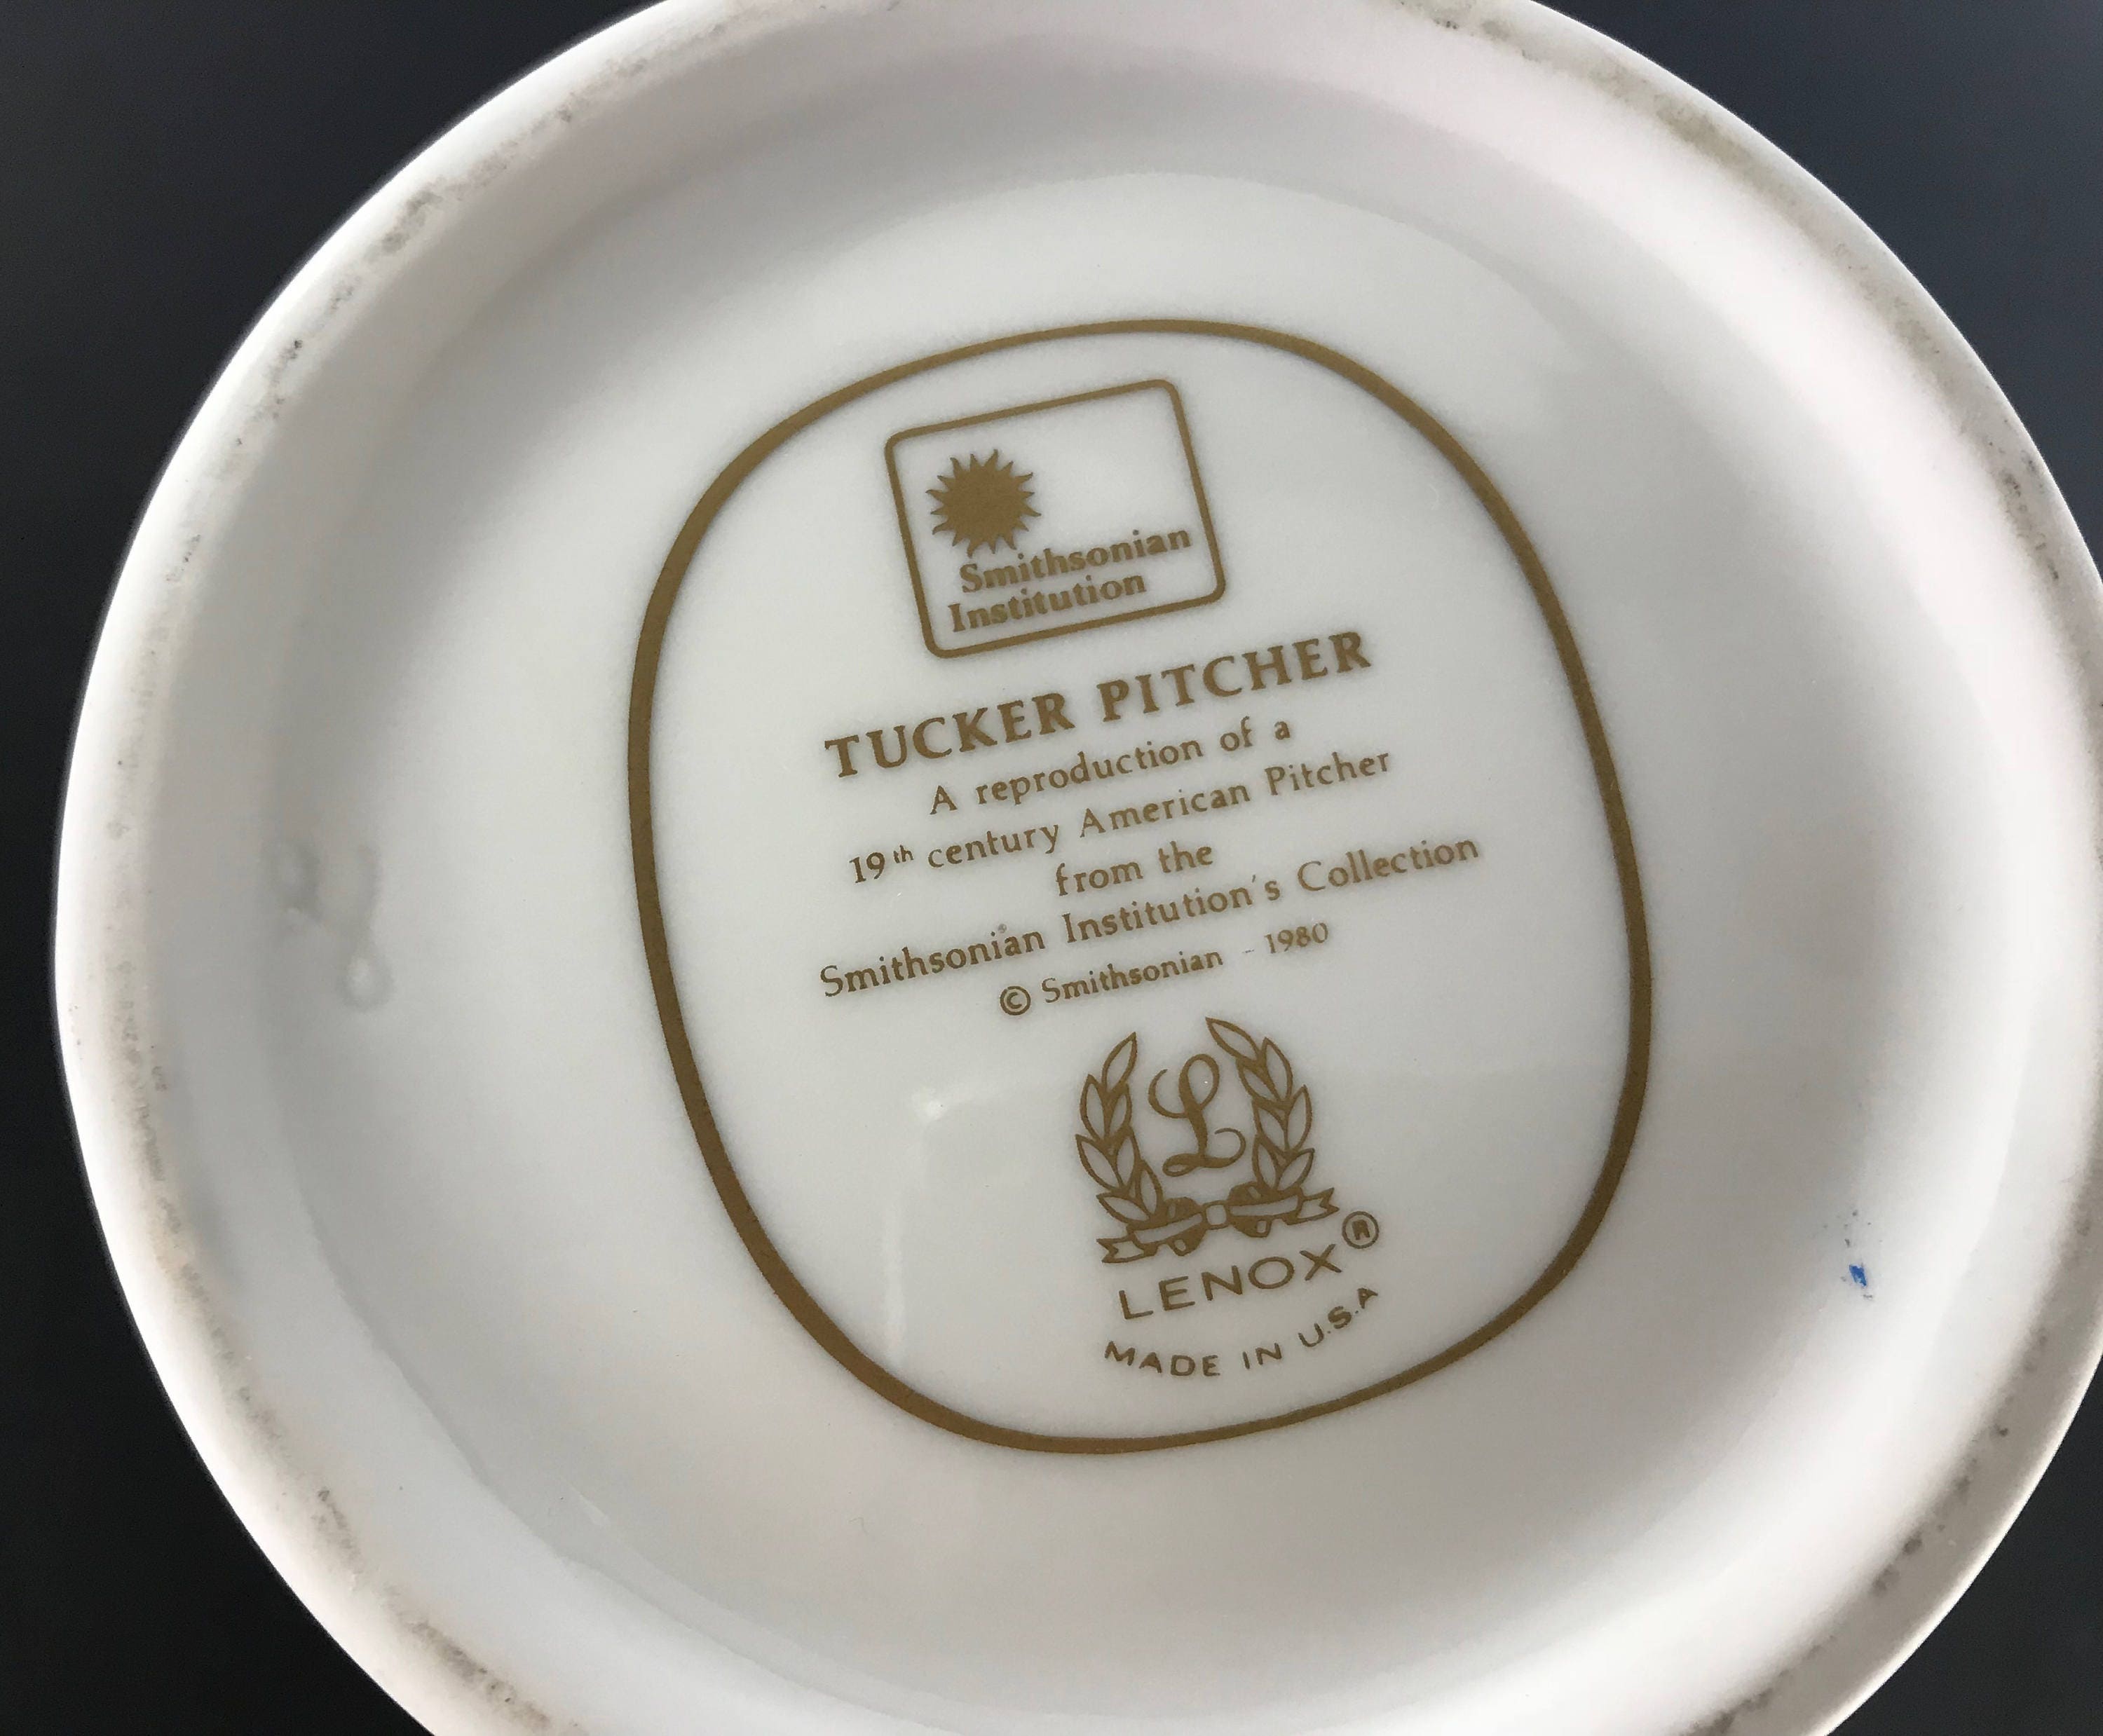 Smithsonian
Institution
TUCKER PITCHER
A reproduction of a
19th century American Pitcher
from the
Smithsonian Institution's Collection
© Smithsonian - 1980
L
LENOX®
MADE IN U.S.A